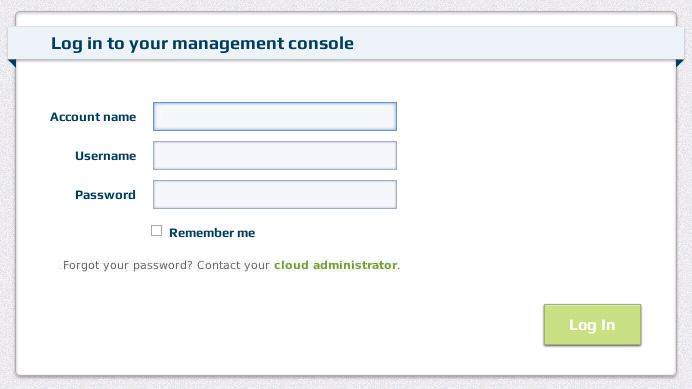 Log in to your management console
Account name
Username
Password
Remember me
Forgot your password? Contact your cloud administrator.
Log In